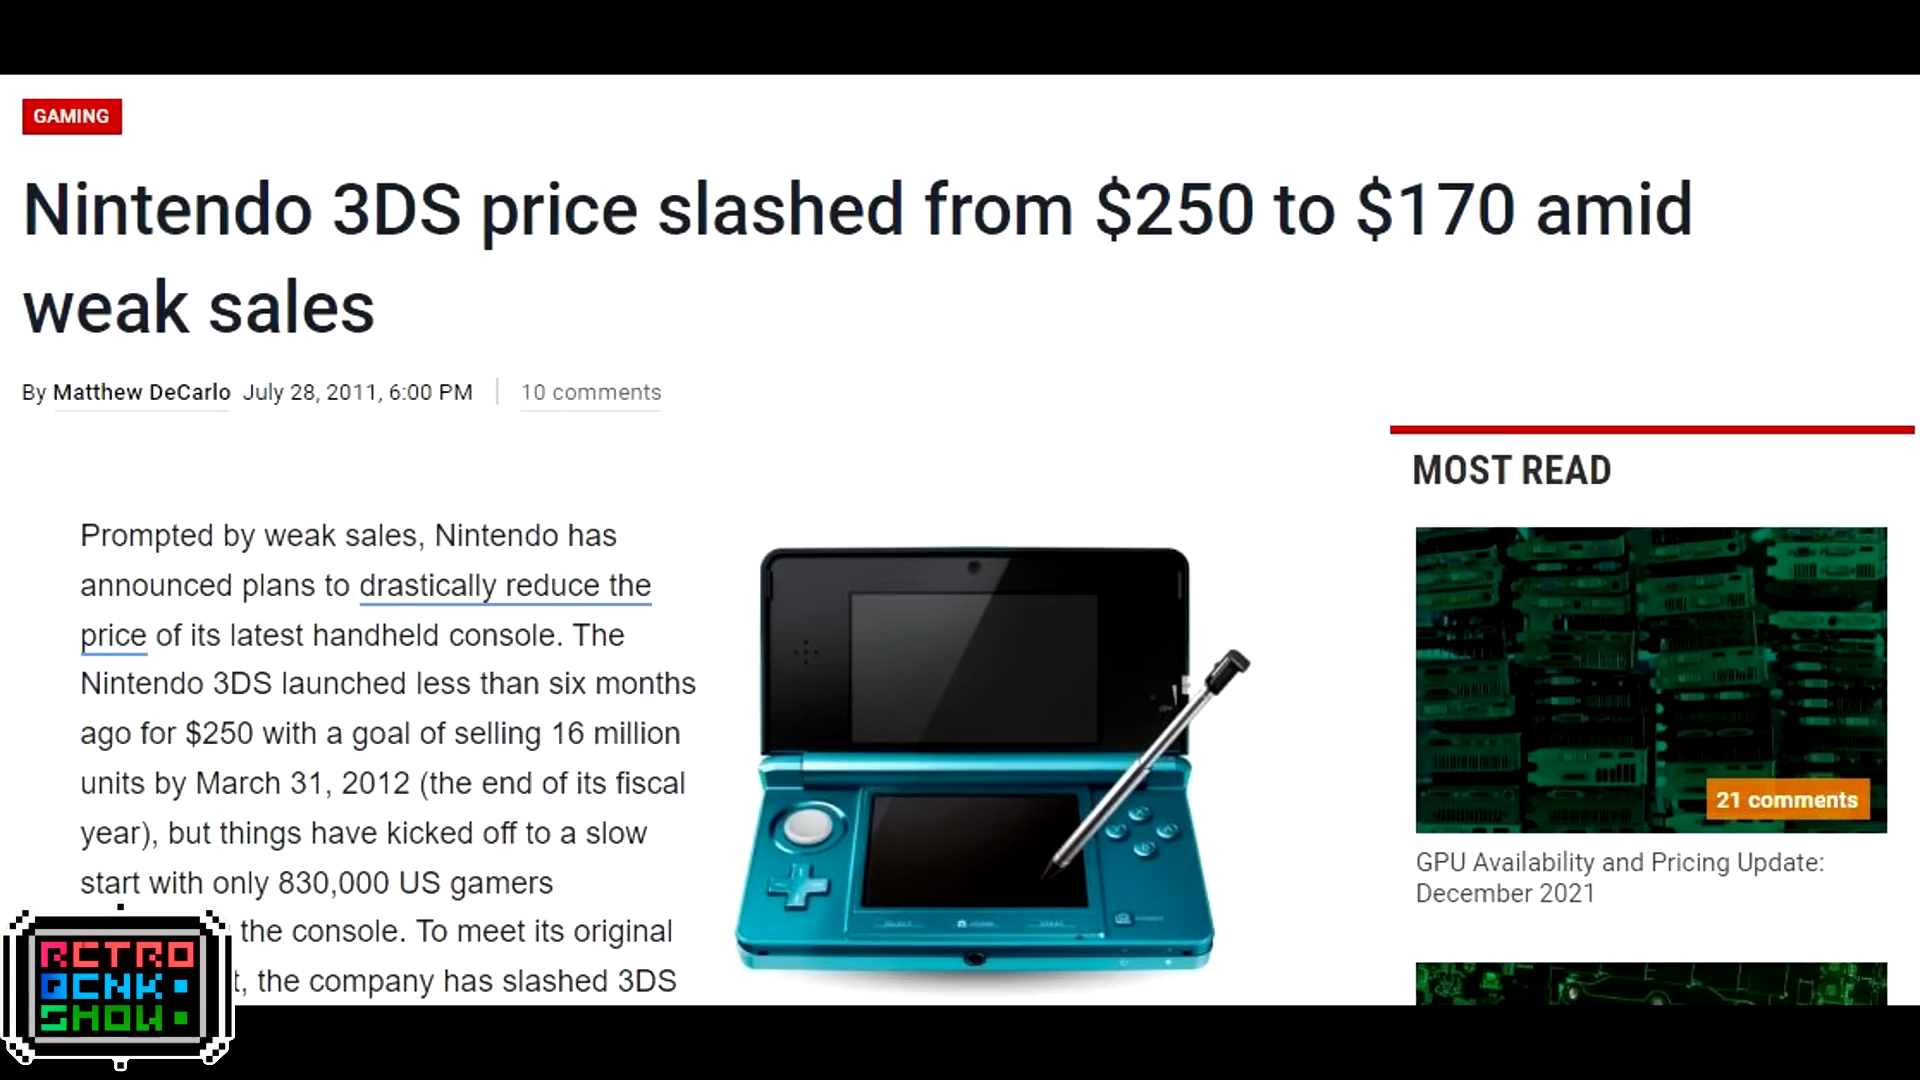 GAMING
Nintendo 3DS price slashed from $250 to $170 amid
weak sales
By Matthew DeCarlo July 28, 2011, 6:00 PM
10 comments
MOST READ
Prompted by weak sales, Nintendo has
announced plans to drastically reduce the
price of its latest handheld console. The
Nintendo 3DS launched less than six months
ago for $250 with a goal of selling 16 million
units by March 31, 2012 (the end of its fiscal
year), but things have kicked off to a slow
start with only 830,000 US gamers
the console. To meet its original
t, the company has slashed 3DS
21 comments
GPU Availability and Pricing Update:
December 2021
RETRO
SHOW